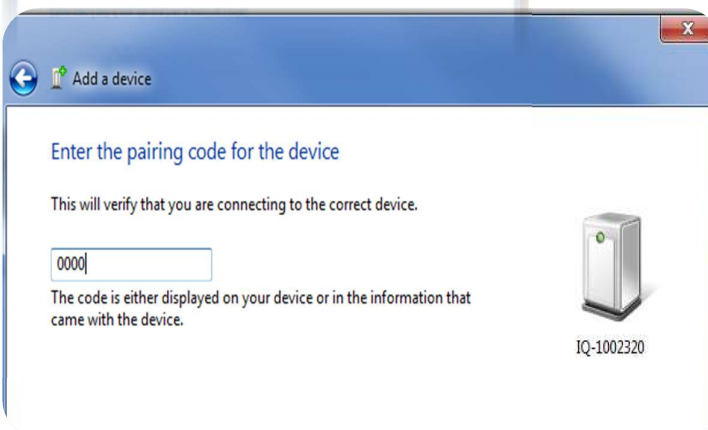 Add a device
Enter the pairing code for the device
This will verify that you are connecting to the correct device.
0000
The code is either displayed on your device or in the information that
came with the device.
IQ-1002320